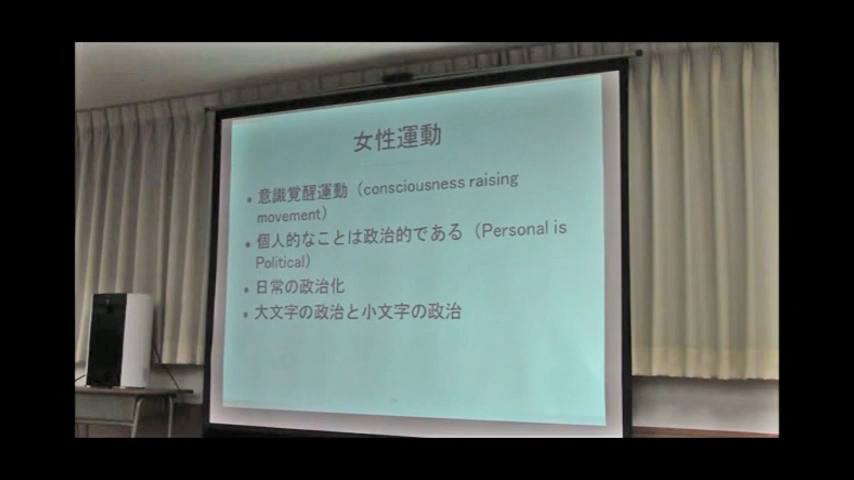 女性運動
• 意識覚醒運動（consciousness raising
movement）
• 個人的なことは政治的である（Personal is
Political）
• 日常の政治化
• 大文字の政治と小文字の政治